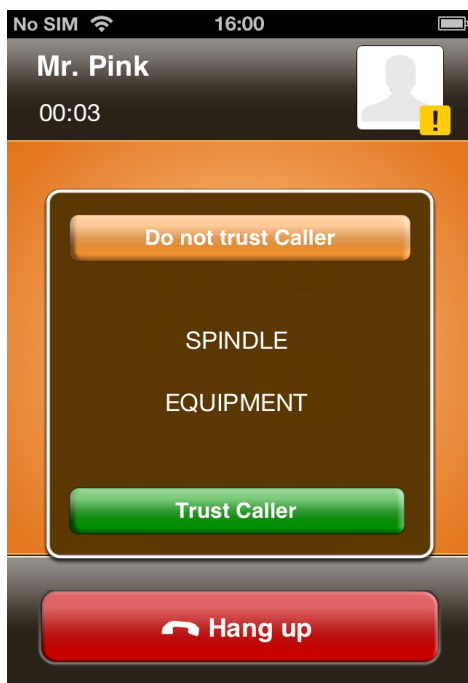 No SIM 16:00
Mr. Pink
00:03
!
Do not trust Caller
SPINDLE
EQUIPMENT
Trust Caller
Hang up